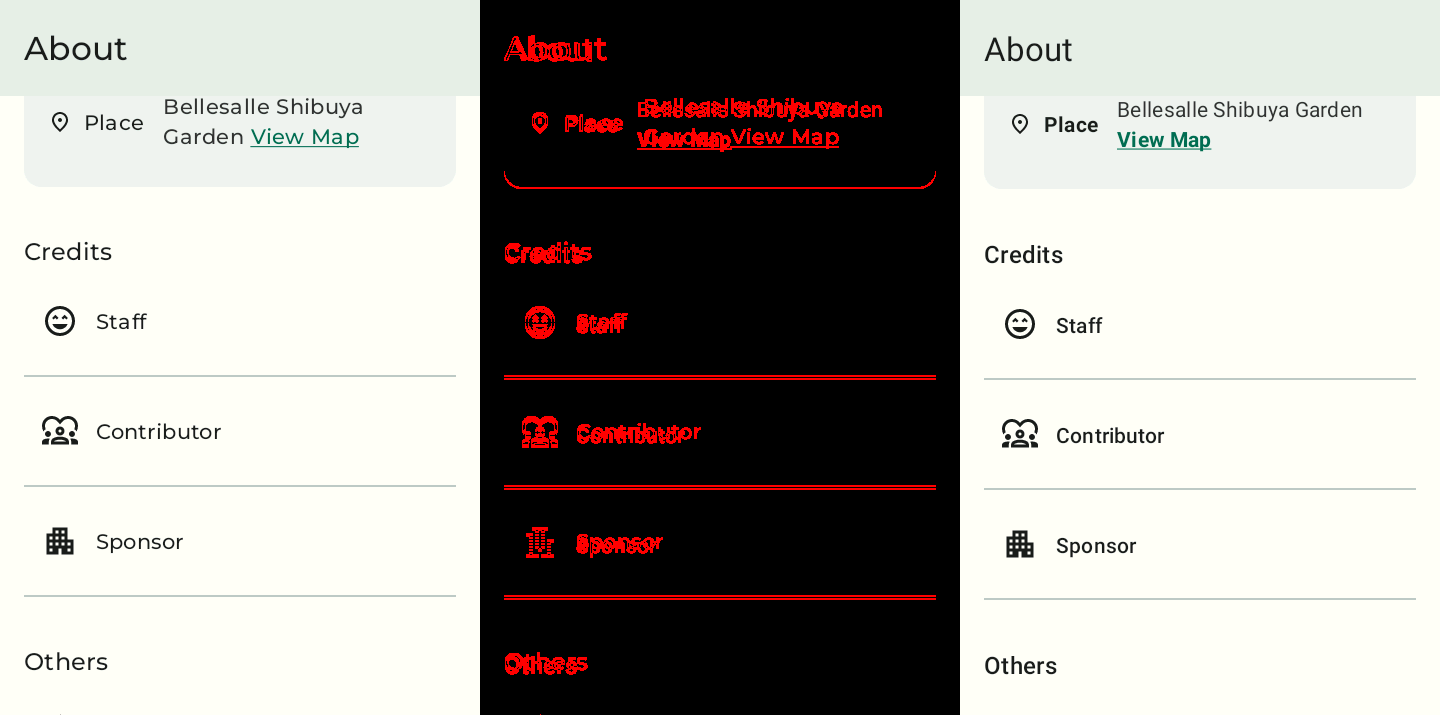 About
Place
Bellesalle Shibuya
Garden View Map
Credits
Staff
Contributor
Sponsor
Others
About
Place
Bellesalle Shibuya Garden
View Map
Credits
Staff
Contributor
Sponsor
Others
About
Place
Bellesalle Shibuya Garden
View Map
Credits
Staff
Contributor
Sponsor
Others